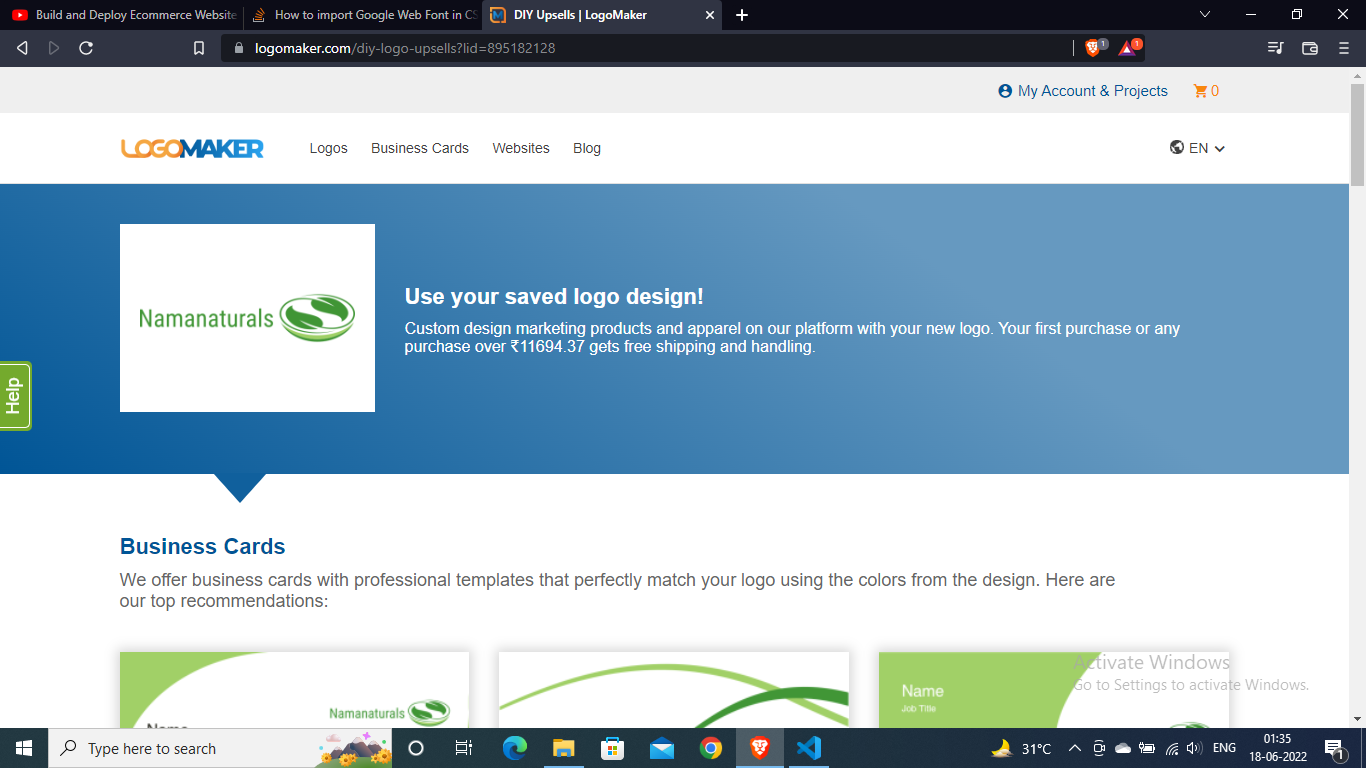 Build and Deploy Ecommerce Website
How to import Google Web Font in CS
DIY Upsells | LogoMaker
logomaker.com/diy-logo-upsells?lid=895182128
1
1
My Account & Projects
0
LOGOMAKER
Logos
Business Cards
Websites
Blog
EN
Namanaturals
Use your saved logo design!
Custom design marketing products and apparel on our platform with your new logo. Your first purchase or any
purchase over ₹11694.37 gets free shipping and handling.
Help
Business Cards
We offer business cards with professional templates that perfectly match your logo using the colors from the design. Here are
our top recommendations:
Name
Namanaturals
Name
Job Title
Activate Windows
Go to Settings to activate Windows.
Type here to search
31°C
ENG
01:35
18-06-2022
1